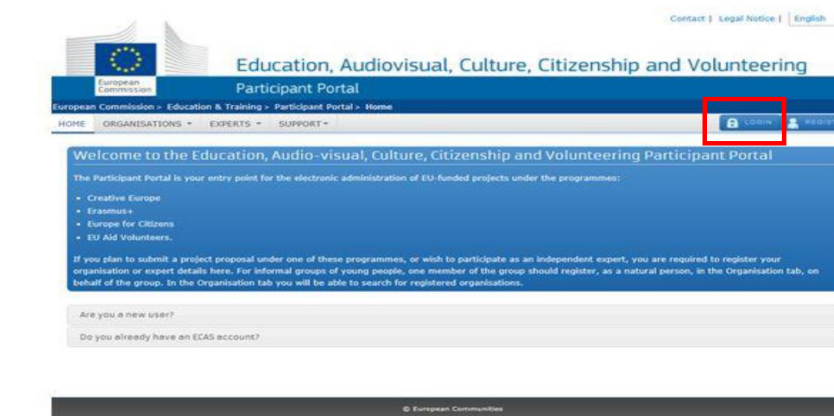 Contact | Legal Notice | English
Education, Audiovisual, Culture, Citizenship and Volunteering
European
Commission
Participant Portal
European Commission > Education & Training > Participant Portal > Home
HOME ORGANISATIONS EXPERTS SUPPORT LOGIN REGIST
Welcome to the Education, Audio-visual, Culture, Citizenship and Volunteering Participant Portal
The Participant Portal is your entry point for the electronic administration of EU-funded projects under the programmes:
• Creative Europe
• Erasmus+
• Europe for Citizens
• EU Aid Volunteers.
If you plan to submit a project proposal under one of these programmes, or wish to participate as an independent expert, you are required to register your
organisation or expert details here. For informal groups of young people, one member of the group should register, as a natural person, in the Organisation tab, on
behalf of the group. In the Organisation tab you will be able to search for registered organisations.
Are you a new user?
Do you already have an ECAS account?
© European Communities